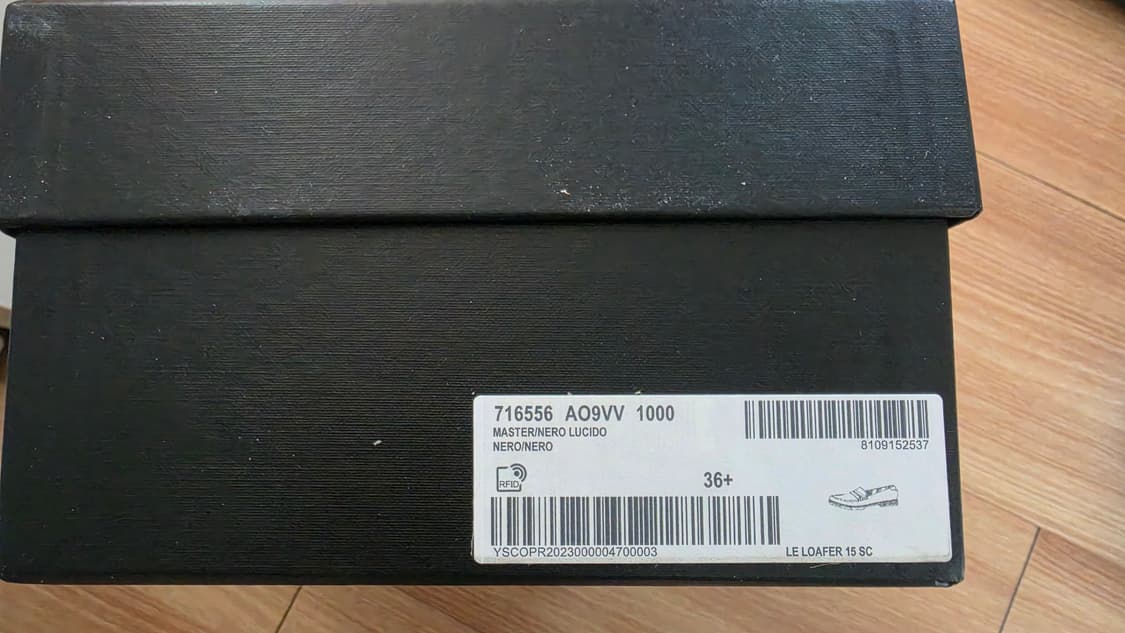 716556 AO9VV 1000
MASTER/NERO LUCIDO
NERO/NERO
8109152537
RFID
36+
YSCOPR2023000004700003
LE LOAFER 15 SC